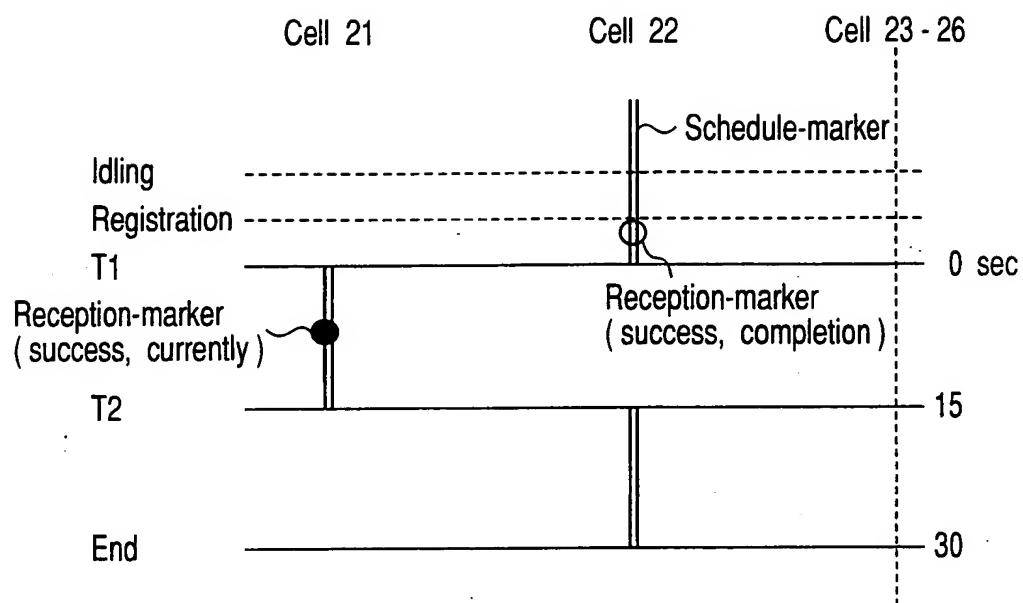 Cell 21
Cell 22
Cell 23 - 26
Schedule-marker
Idling
Registration
T1
0 sec
Reception-marker
( success, currently )
Reception-marker
( success, completion )
T2
15
End
30